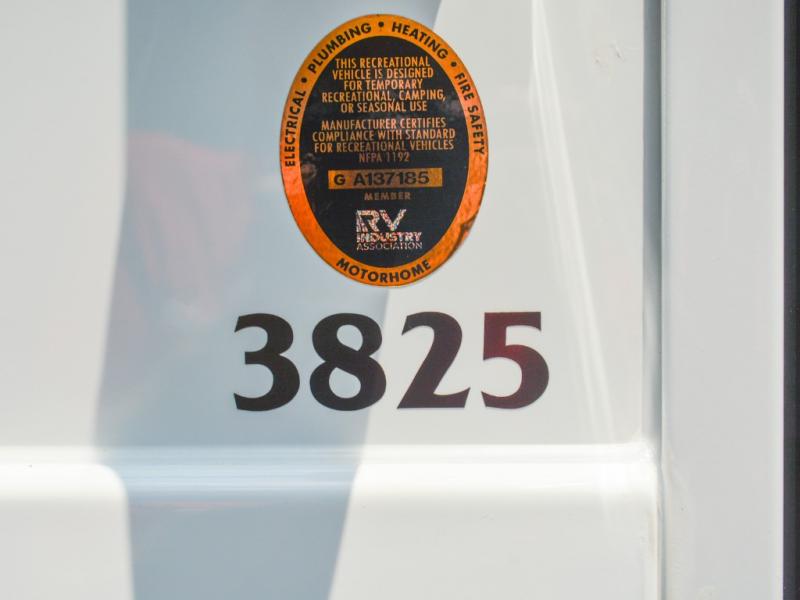 ELECTRICAL • PLUMBING • HEATING • FIRE SAFETY
THIS RECREATIONAL
VEHICLE IS DESIGNED
FOR TEMPORARY
RECREATIONAL, CAMPING,
OR SEASONAL USE
MANUFACTURER CERTIFIES
COMPLIANCE WITH STANDARD
FOR RECREATIONAL VEHICLES
NFPA 1192
G A137185
MEMBER
RV
INDUSTRY
ASSOCIATION
MOTORHOME
3825